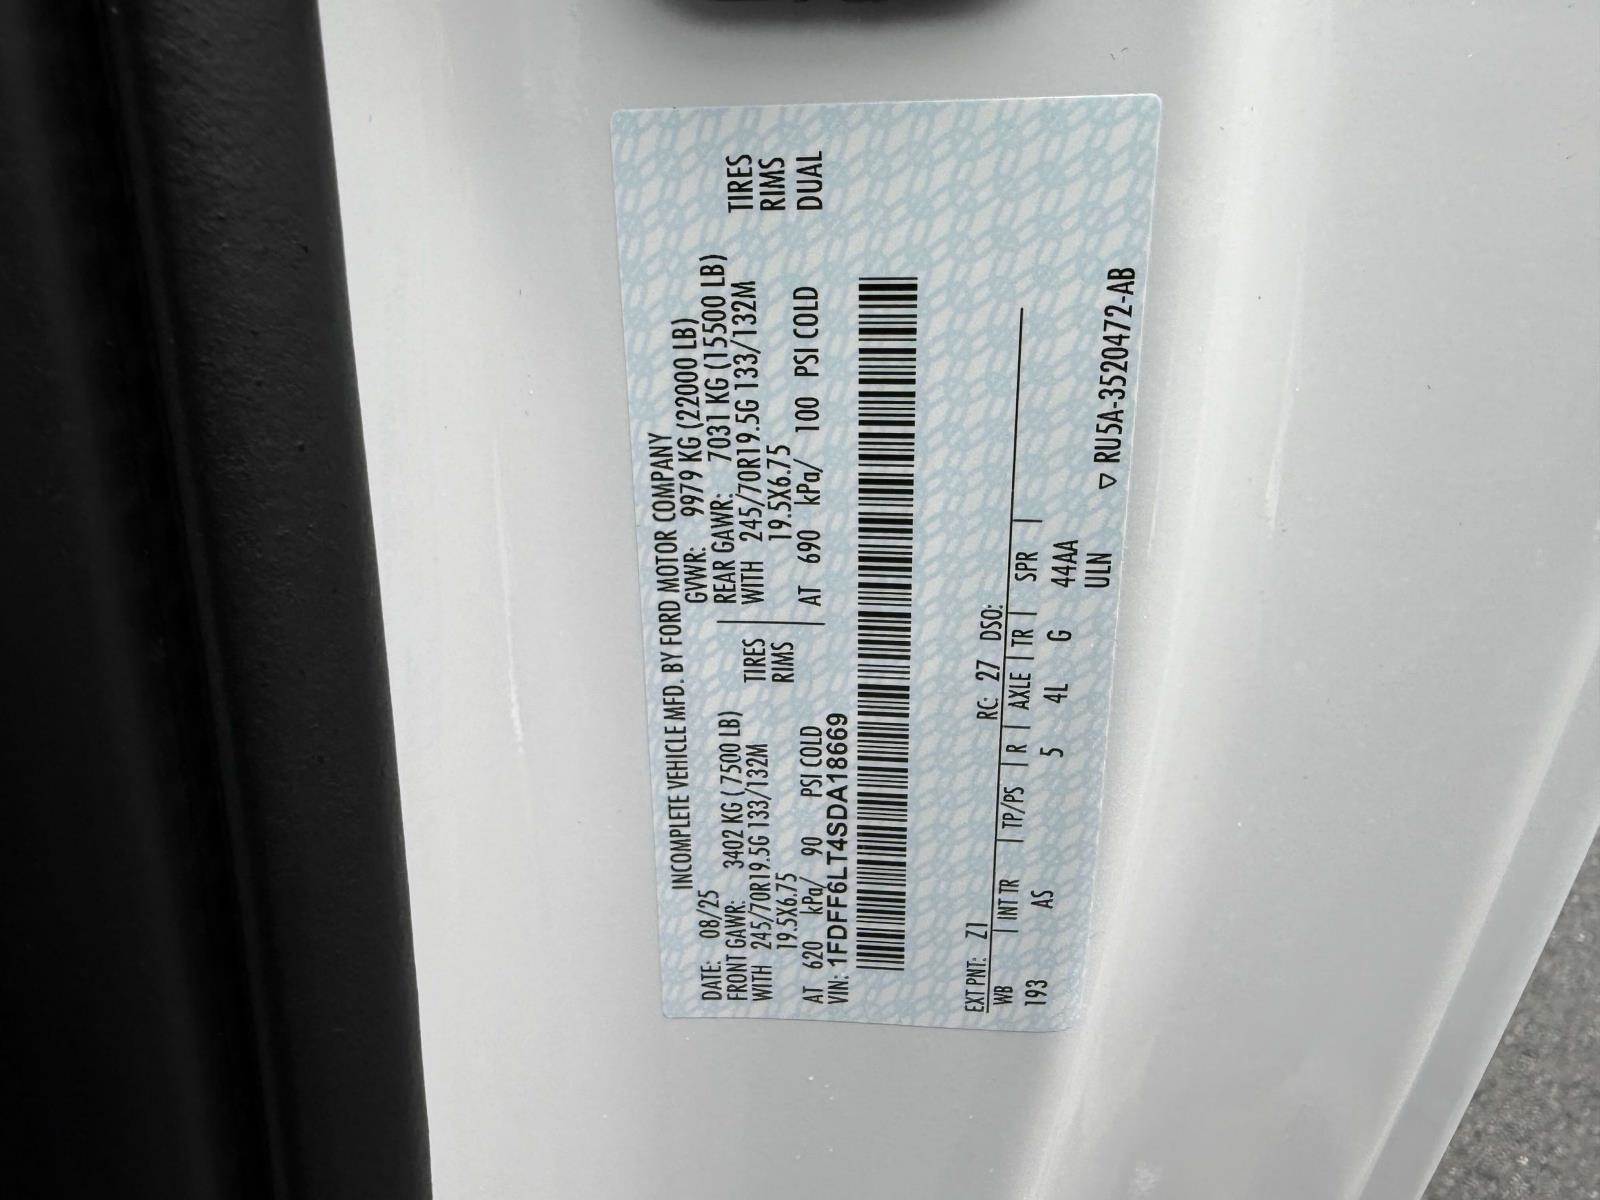 INCOMPLETE VEHICLE MFD. BY FORD MOTOR COMPANY
DATE: 08/25 GVWR: 9979 KG (22000 LB)
FRONT GAWR: 3402 KG ( 7500 LB) REAR GAWR: 7031 KG (15500 LB)
WITH 245/70R19.5G 133/132M TIRES WITH 245/70R19.5G 133/132M TIRES
19.5X6.75 RIMS 19.5X6.75 RIMS
AT 620 kPa/ 90 PSI COLD AT 690 kPa/ 100 PSI COLD DUAL
VIN: 1FDFF6LT4SDA18669
EXT PNT: Z1 RC: 27 DSO:
WB | INT TR | TP/PS | R | AXLE | TR | SPR |
193 AS 5 4L G 44AA
ULN
▽ RU5A-3520472-AB